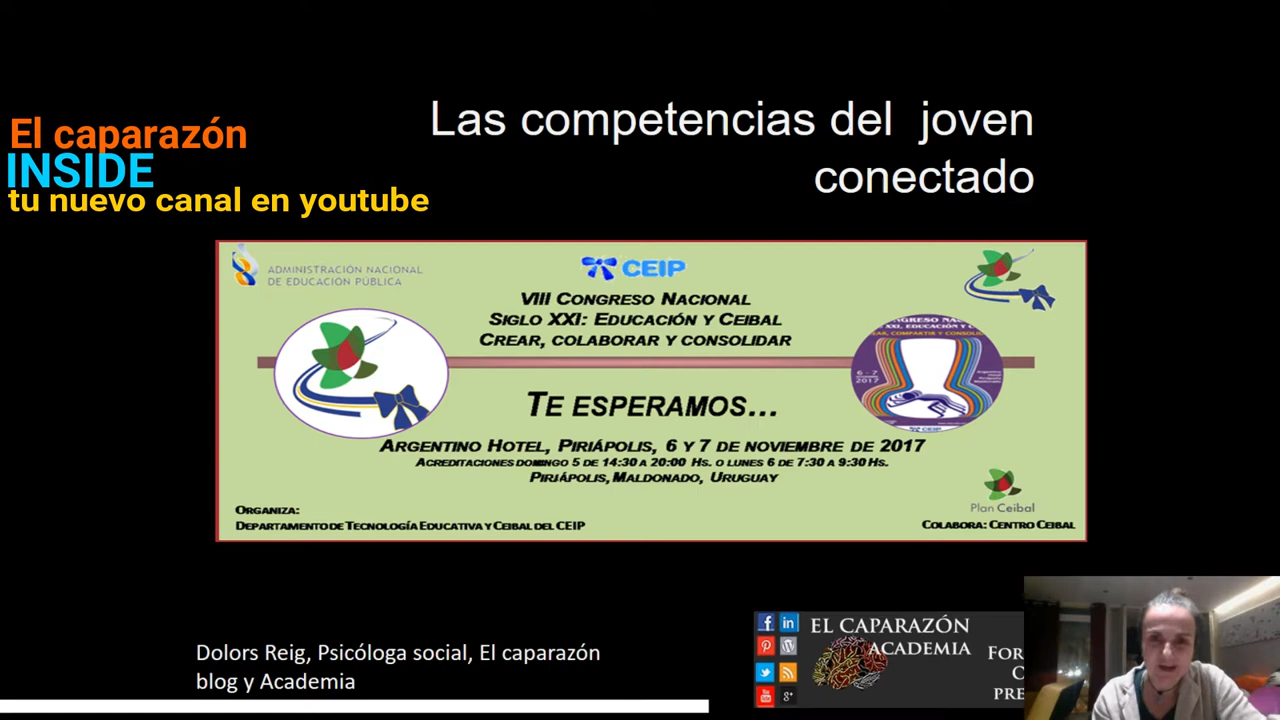 Las competencias del joven
conectado
El caparazón
INSIDE
tu nuevo canal en youtube
ADMINISTRACIÓN NACIONAL
DE EDUCACIÓN PÚBLICA
CEIP
VIII CONGRESO NACIONAL
SIGLO XXI: EDUCACIÓN Y CEIBAL
CREAR, COLABORAR Y CONSOLIDAR
6 - 7
2017
CEIP
TE ESPERAMOS...
ARGENTINO HOTEL, PIRIÁPOLIS, 6 Y 7 DE NOVIEMBRE DE 2017
ACREDITACIONES DOMINGO 5 DE 14:30 A 20:00 HS. O LUNES 6 DE 7:30 A 9:30 HS.
PIRIÁPOLIS, MALDONADO, URUGUAY
Plan Ceibal
ORGANIZA:
DEPARTAMENTO DE TECNOLOGÍA EDUCATIVA Y CEIBAL DEL CEIP
COLABORA: CENTRO CEIBAL
Dolors Reig, Psicóloga social, El caparazón
blog y Academia
EL CAPARAZÓN
ACADEMIA